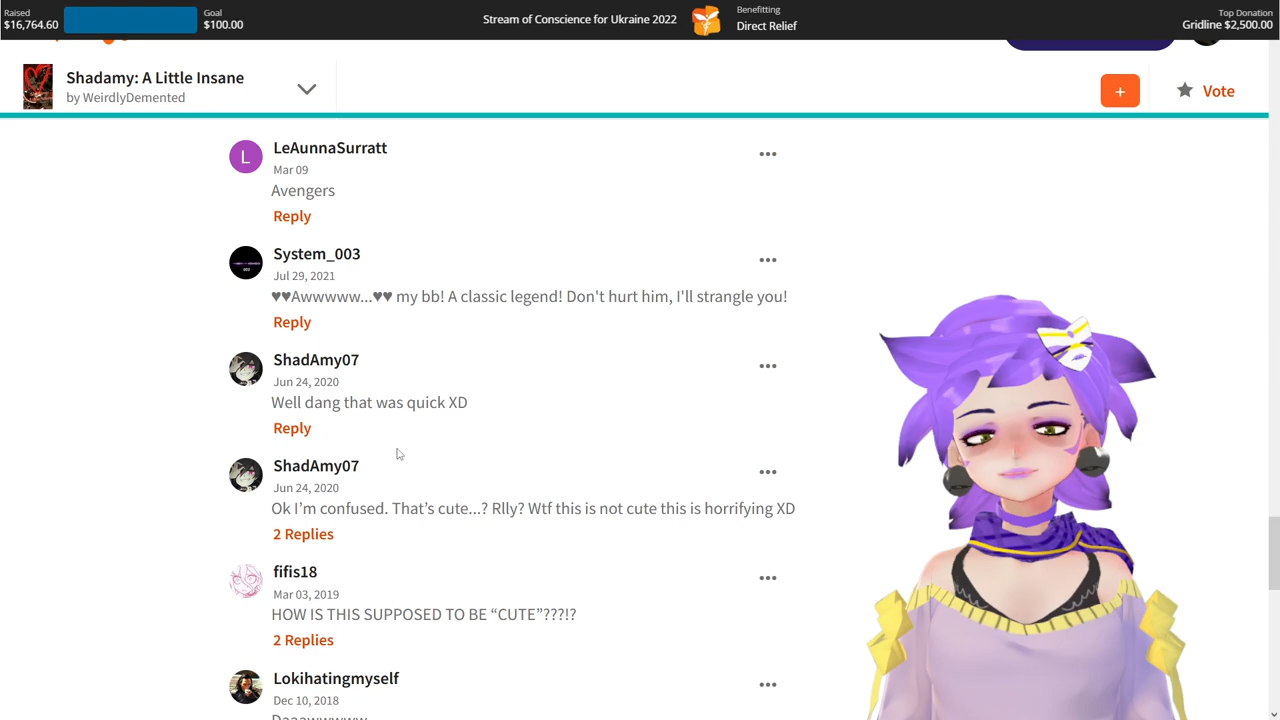 Raised
$16,764.60
Goal
$100.00
Stream of Conscience for Ukraine 2022
Benefitting
Direct Relief
Top Donation
Gridline $2,500.00
Shadamy: A Little Insane
by WeirdlyDemented
+
Vote
L
LeAunnaSurratt
Mar 09
Avengers
Reply
System_003
Jul 29, 2021
♥♥Awwwww...♥♥ my bb! A classic legend! Don't hurt him, I'll strangle you!
Reply
ShadAmy07
Jun 24, 2020
Well dang that was quick XD
Reply
ShadAmy07
Jun 24, 2020
Ok I’m confused. That’s cute...? Rlly? Wtf this is not cute this is horrifying XD
2 Replies
fifis18
Mar 03, 2019
HOW IS THIS SUPPOSED TO BE “CUTE”???!?
2 Replies
Lokihatingmyself
Dec 10, 2018